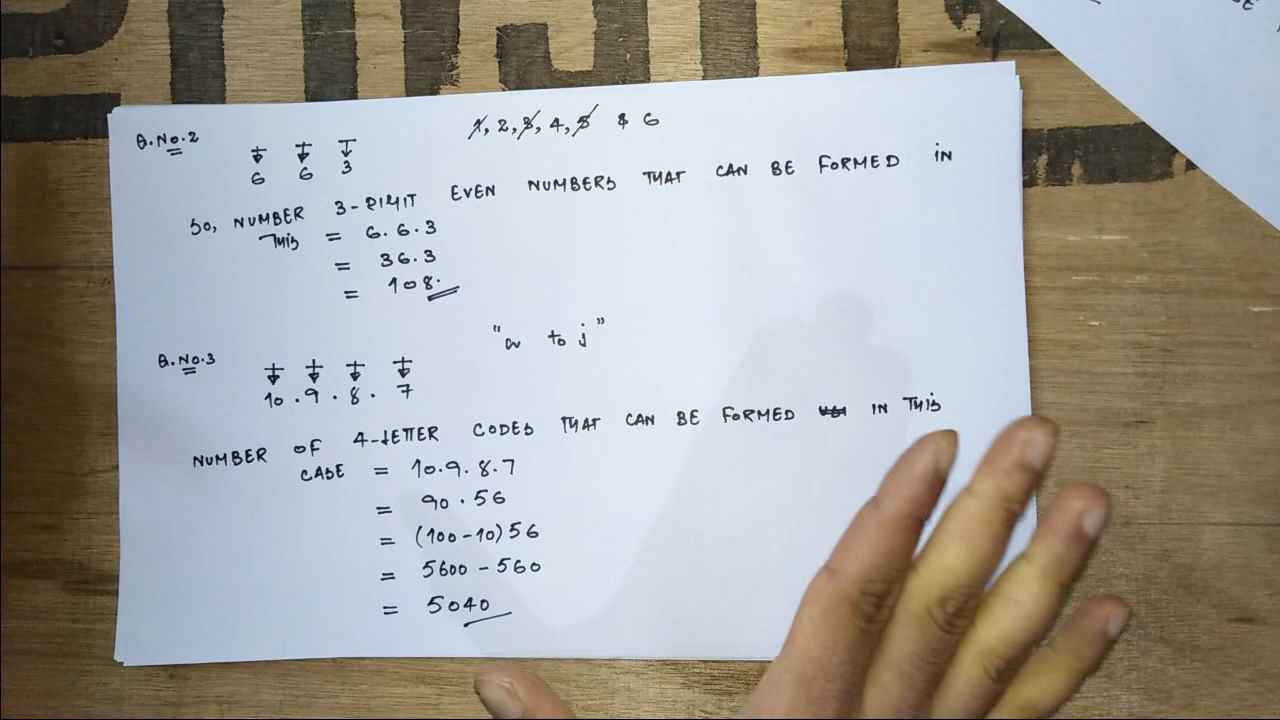 Q.No.2
1, 2, 3, 4, 5 & 6
6 6 3
SO, NUMBER 3-DIGIT EVEN NUMBERS THAT CAN BE FORMED IN
THIS = 6.6.3
= 36.3
= 108.
"a to j"
Q.No.3
10.9.8.7
NUMBER OF 4-LETTER CODES THAT CAN BE FORMED IN THIS
CASE = 10.9.8.7
= 90.56
= (100-10)56
= 5600-560
= 5040